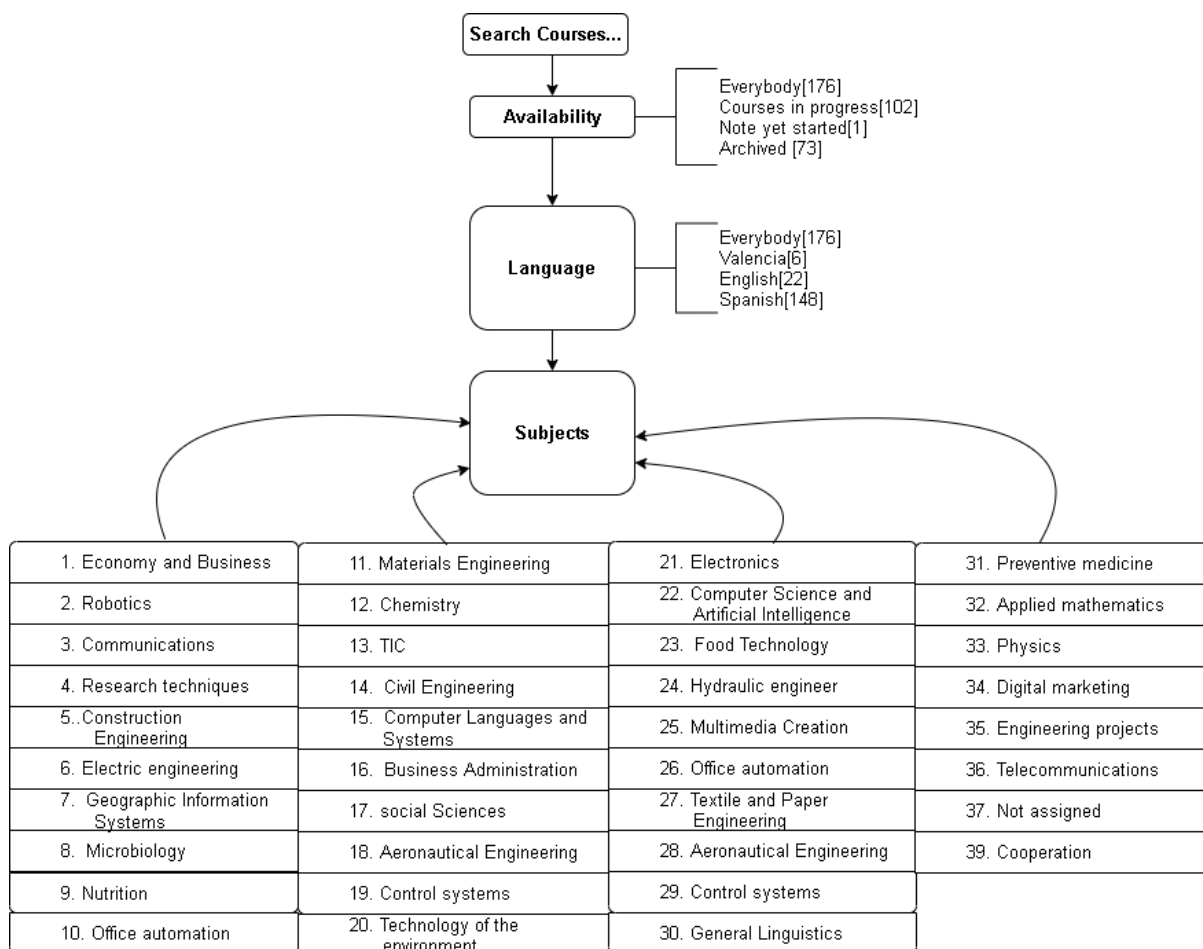 Search Courses...
Availability
Everybody[176]
Courses in progress[102]
Note yet started[1]
Archived [73]
Language
Everybody[176]
Valencia[6]
English[22]
Spanish[148]
Subjects
1. Economy and Business
2. Robotics
3. Communications
4. Research techniques
5..Construction
Engineering
6. Electric engineering
7. Geographic Information
Systems
8. Microbiology
9. Nutrition
10. Office automation
11. Materials Engineering
12. Chemistry
13. TIC
14. Civil Engineering
15. Computer Languages and
Systems
16. Business Administration
17. social Sciences
18. Aeronautical Engineering
19. Control systems
20. Technology of the
environment
21. Electronics
22. Computer Science and
Artificial Intelligence
23. Food Technology
24. Hydraulic engineer
25. Multimedia Creation
26. Office automation
27. Textile and Paper
Engineering
28. Aeronautical Engineering
29. Control systems
30. General Linguistics
31. Preventive medicine
32. Applied mathematics
33. Physics
34. Digital marketing
35. Engineering projects
36. Telecommunications
37. Not assigned
39. Cooperation